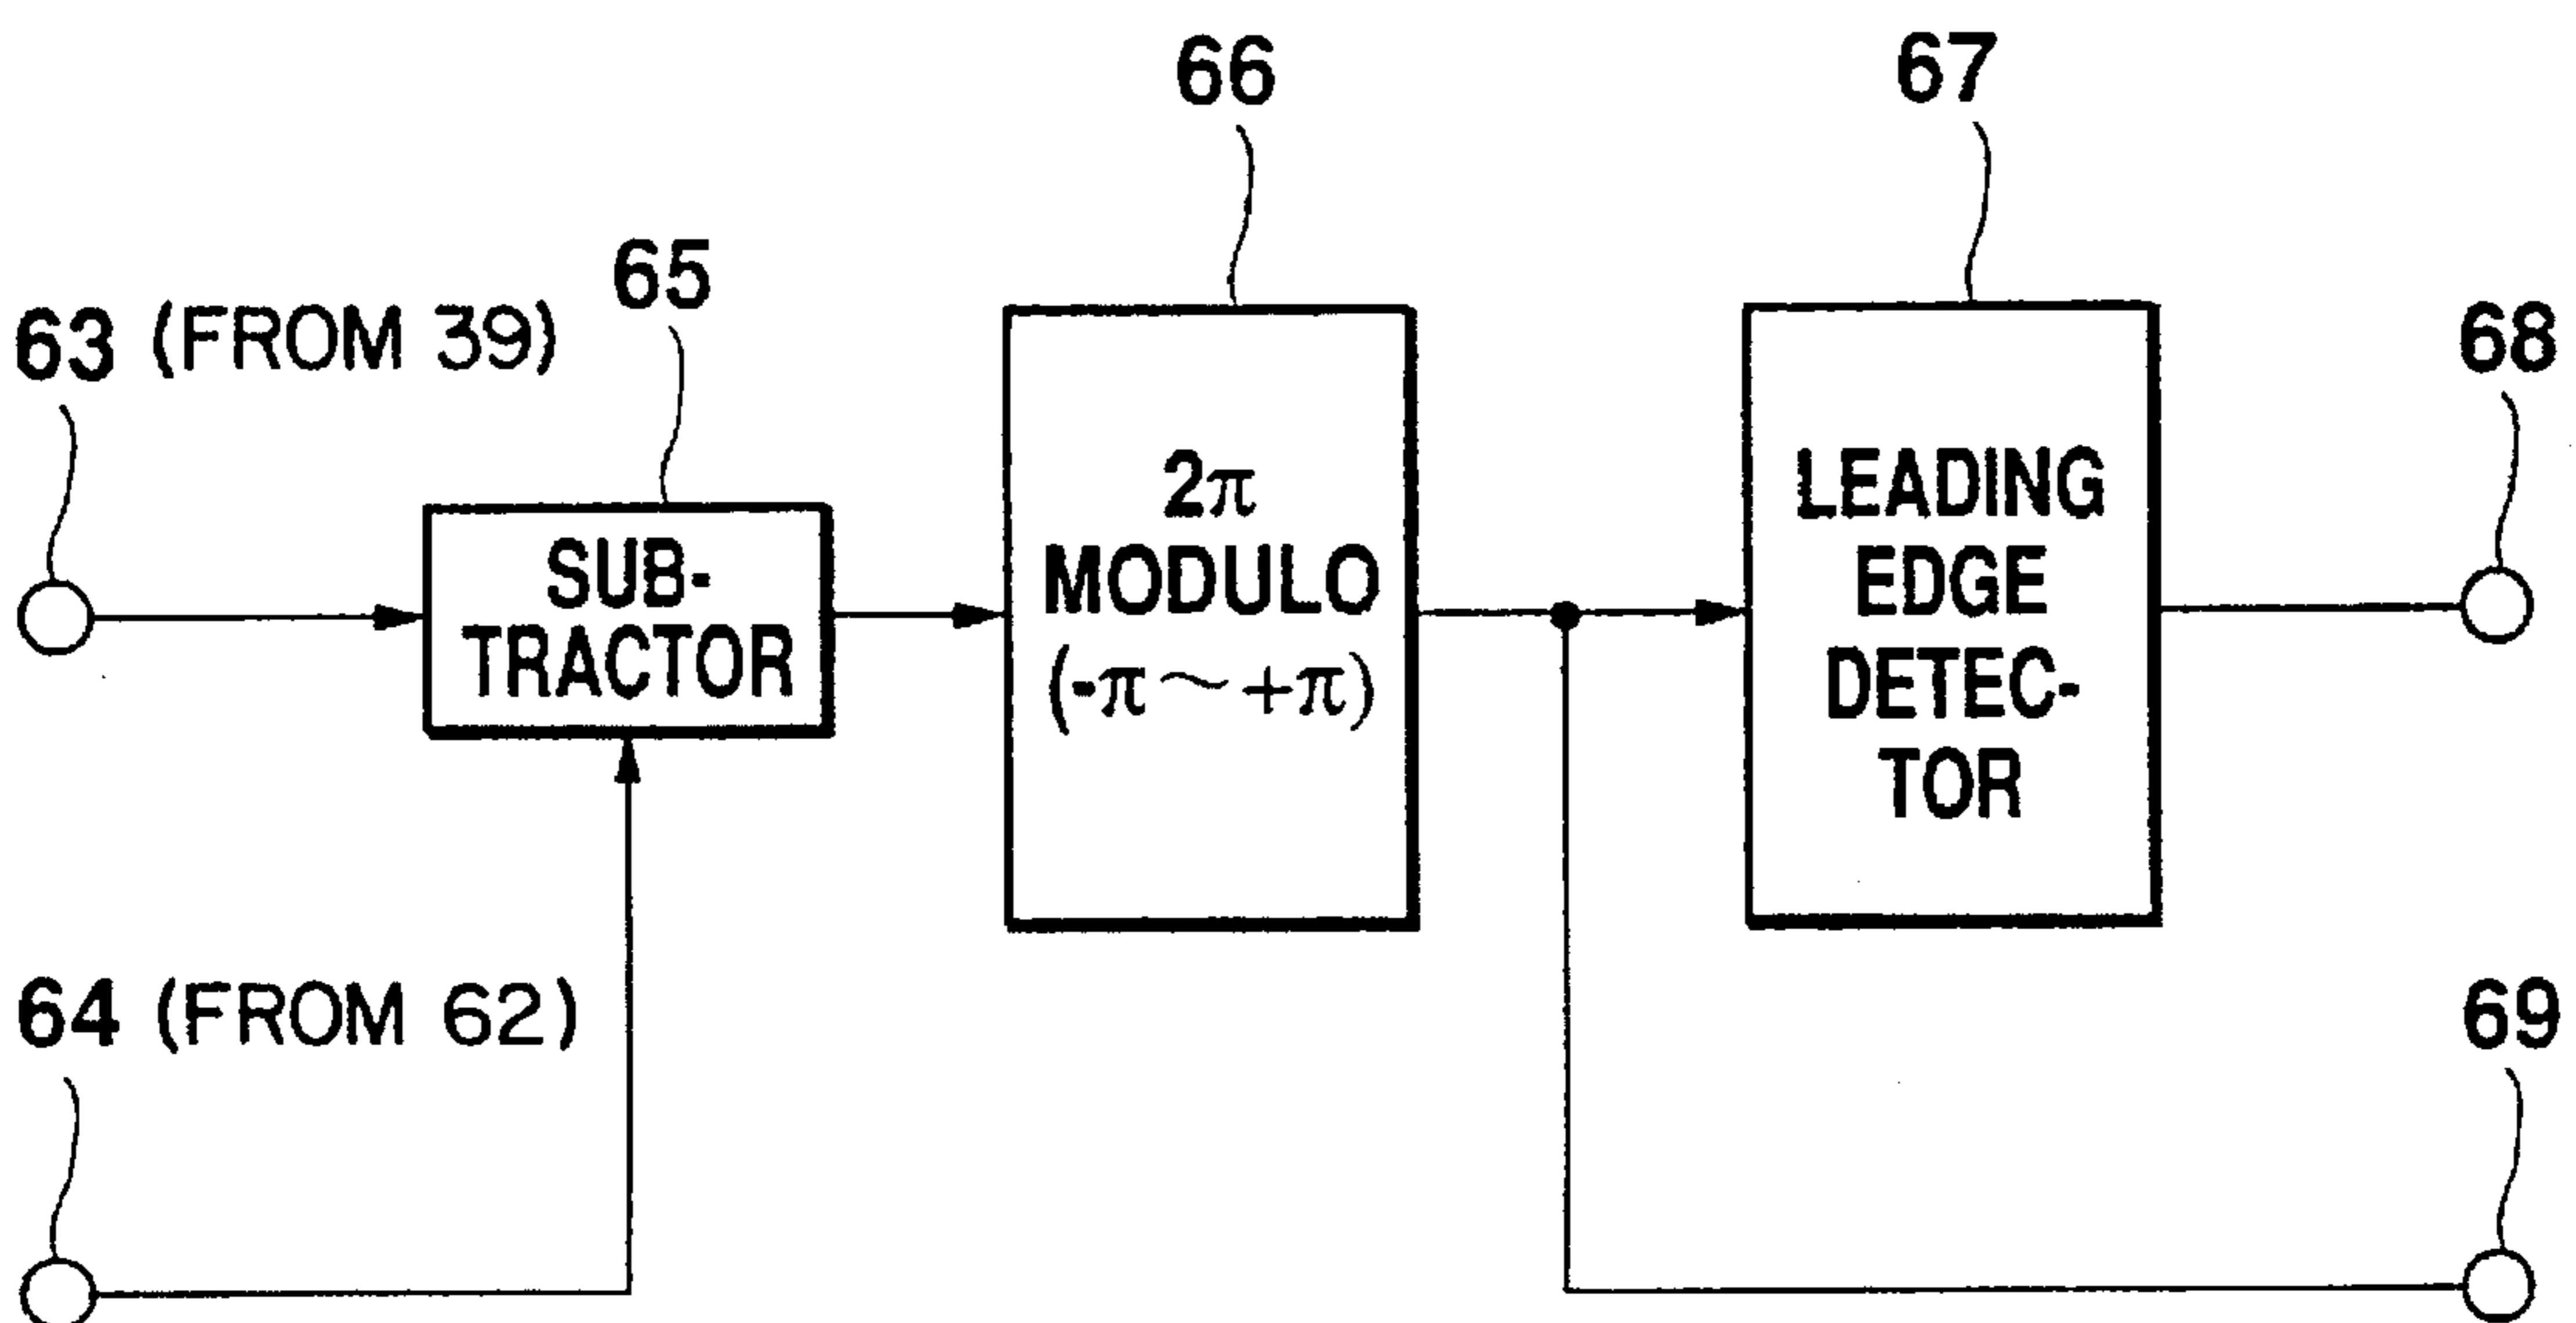 66
67
65
63 (FROM 39)
68
SUB-
TRACTOR
2π
MODULO
(-π~+π)
LEADING
EDGE
DETEC-
TOR
64 (FROM 62)
69